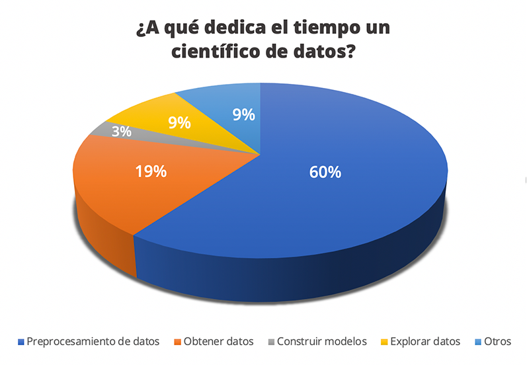 ¿A qué dedica el tiempo un
científico de datos?
9%
9%
3%
19%
60%
Preprocesamiento de datos
Obtener datos
Construir modelos
Explorar datos
Otros